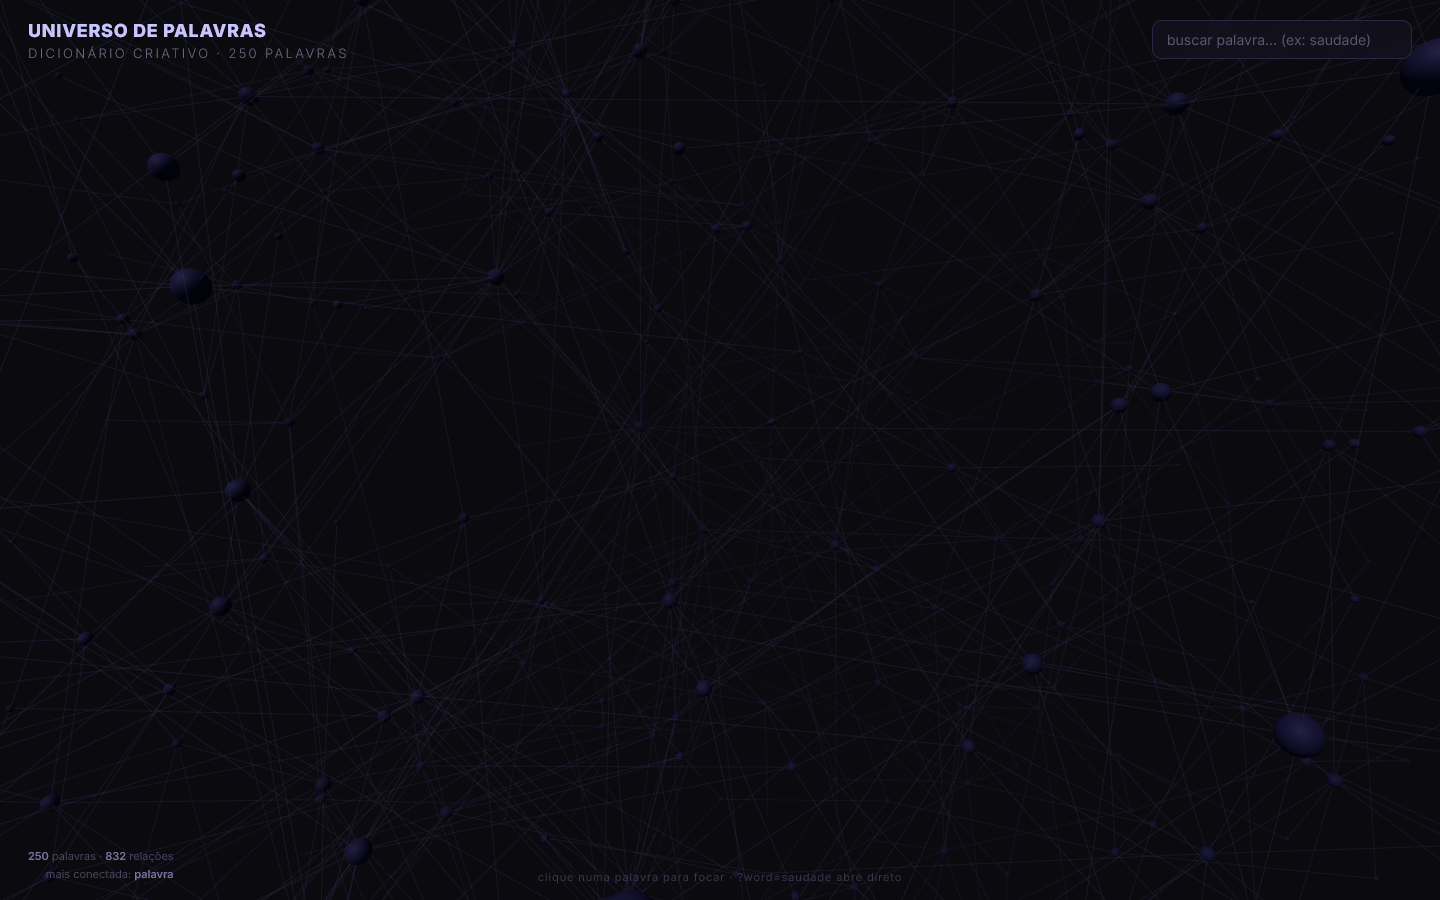 UNIVERSO DE PALAVRAS
DICIONÁRIO CRIATIVO · 250 PALAVRAS
buscar palavra... (ex: saudade)
250 palavras · 832 relações
mais conectada: palavra
clique numa palavra para focar · ?word=saudade abre direto